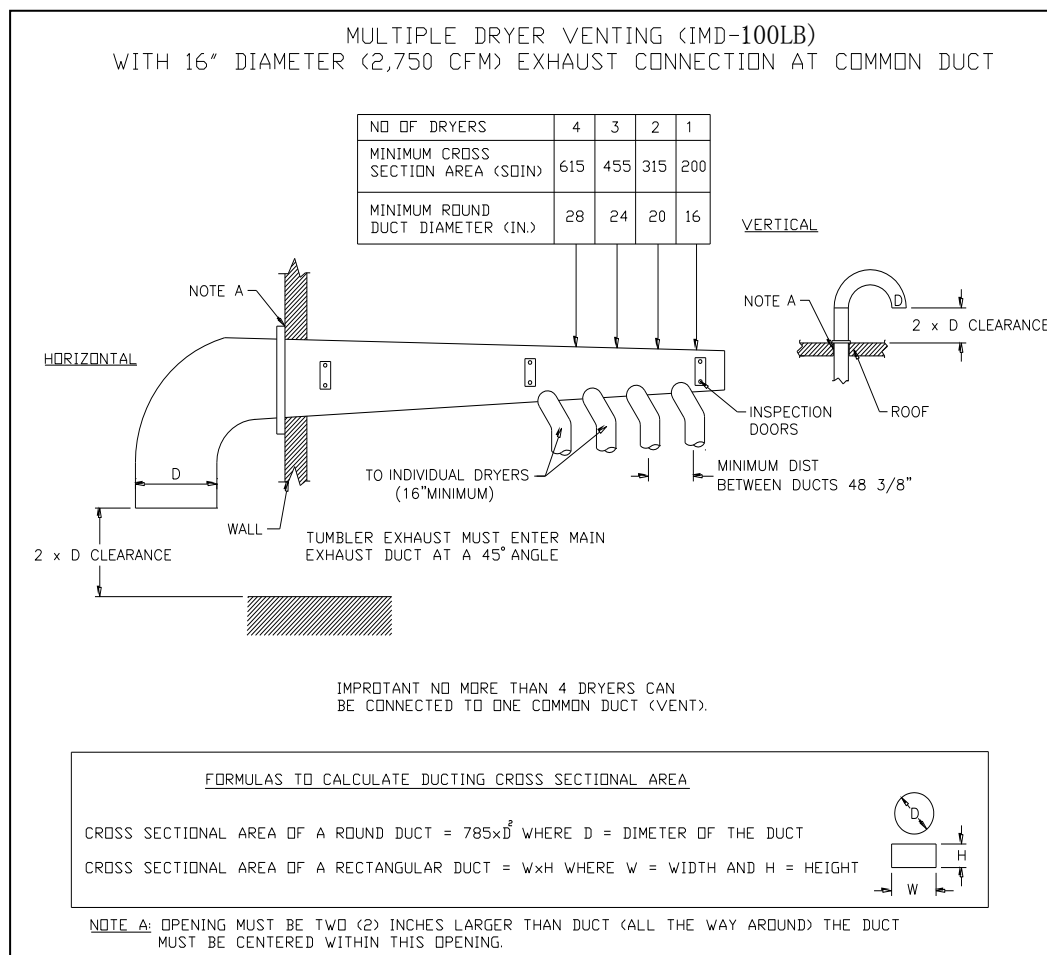 MULTIPLE DRYER VENTING (IMD-100LB)
WITH 16" DIAMETER (2,750 CFM) EXHAUST CONNECTION AT COMMON DUCT
NO OF DRYERS 4 3 2 1
MINIMUM CROSS
SECTION AREA (SQIN) 615 455 315 200
MINIMUM ROUND
DUCT DIAMETER (IN.) 28 24 20 16
VERTICAL
NOTE A
NOTE A
D
2 x D CLEARANCE
HORIZONTAL
INSPECTION
DOORS
ROOF
D
TO INDIVIDUAL DRYERS
(16"MINIMUM)
MINIMUM DIST
BETWEEN DUCTS 48 3/8"
WALL
2 x D CLEARANCE
TUMBLER EXHAUST MUST ENTER MAIN
EXHAUST DUCT AT A 45° ANGLE
IMPROTANT NO MORE THAN 4 DRYERS CAN
BE CONNECTED TO ONE COMMON DUCT (VENT).
FORMULAS TO CALCULATE DUCTING CROSS SECTIONAL AREA
CROSS SECTIONAL AREA OF A ROUND DUCT = 785xD² WHERE D = DIMETER OF THE DUCT
D
CROSS SECTIONAL AREA OF A RECTANGULAR DUCT = WxH WHERE W = WIDTH AND H = HEIGHT
H
W
NOTE A: OPENING MUST BE TWO (2) INCHES LARGER THAN DUCT (ALL THE WAY AROUND) THE DUCT
MUST BE CENTERED WITHIN THIS OPENING.